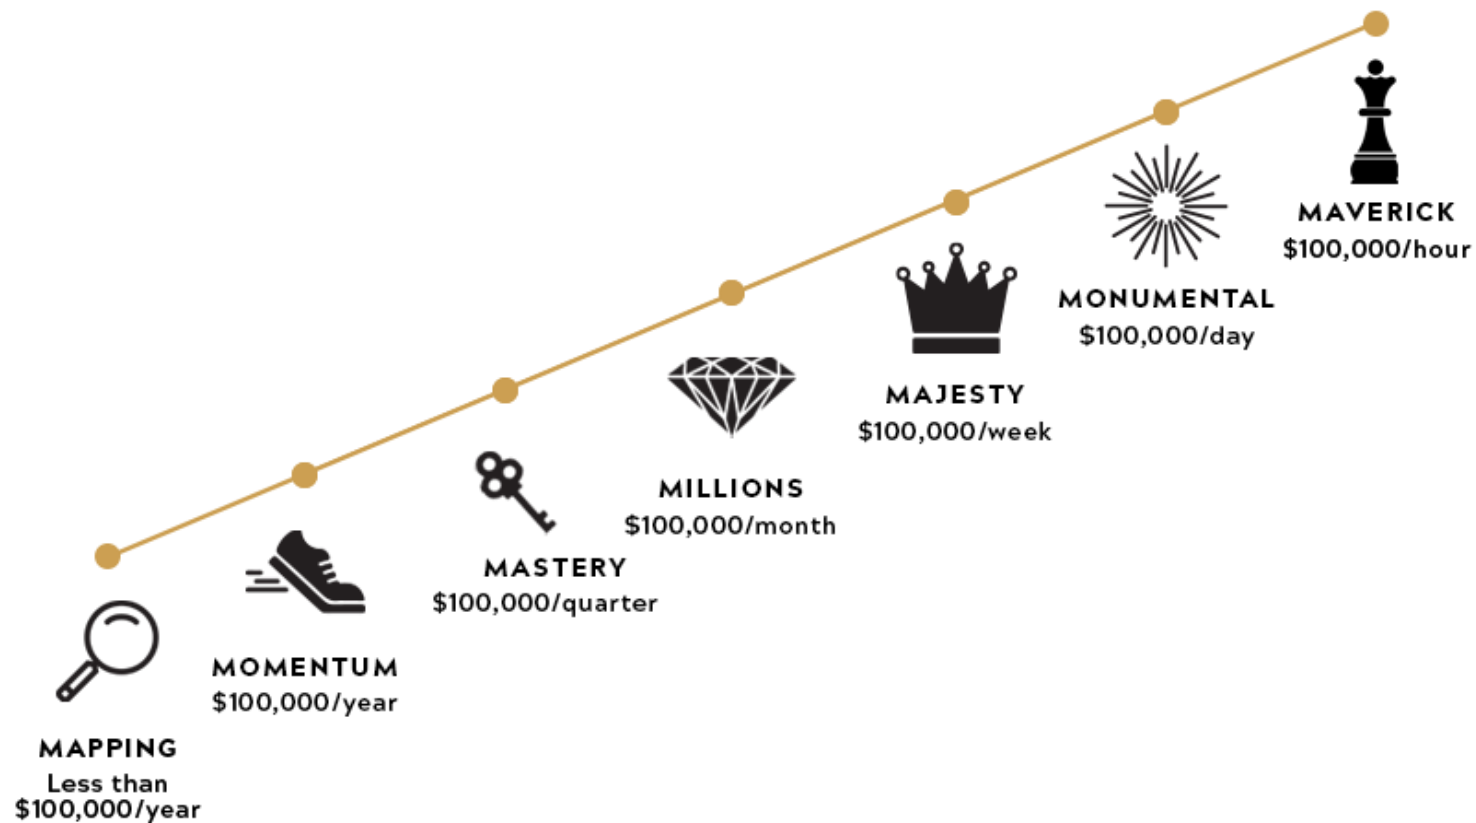 MAPPING
Less than
$100,000/year
MOMENTUM
$100,000/year
MASTERY
$100,000/quarter
MILLIONS
$100,000/month
MAJESTY
$100,000/week
MONUMENTAL
$100,000/day
MAVERICK
$100,000/hour